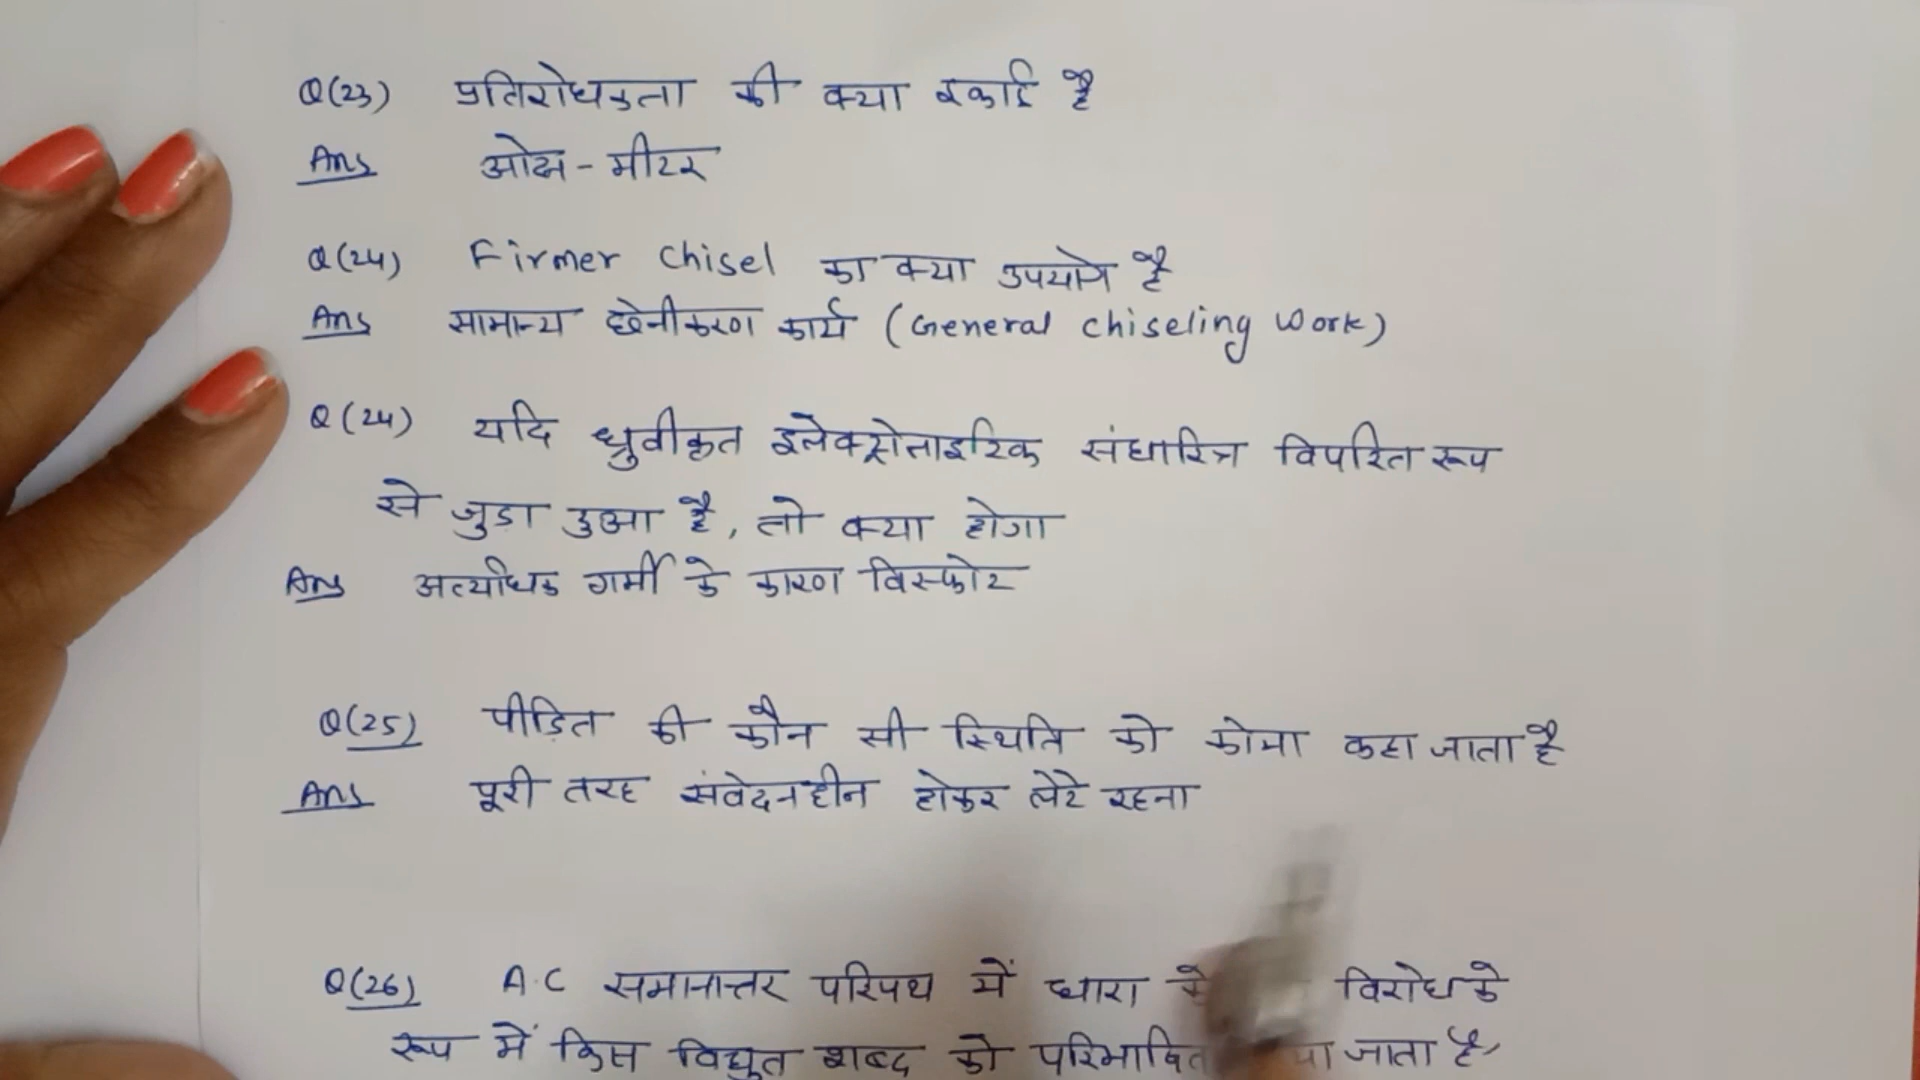 Q(23) प्रतिरोधकता की क्या इकाई है
Ans ओह्म - मीटर
Q(24) Firmer Chisel का क्या उपयोग है
Ans सामान्य छेनीकरण कार्य (General chiseling Work)
Q(24) यदि ध्रुवीकृत इलेक्ट्रोलाइटिक संधारित्र विपरित रूप
से जुडा हुआ है, तो क्या होगा
Ans अत्यधिक गर्मी के कारण विस्फोट
Q(25) पीड़ित की कौन सी स्थिति को कोमा कहा जाता है
Ans पूरी तरह संवेदनहीन होकर लेटे रहना
Q(26) A.C समानान्तर परिपथ में धारा विरोध के
रूप में किस विद्युत शब्द को परिभाषित जाता है